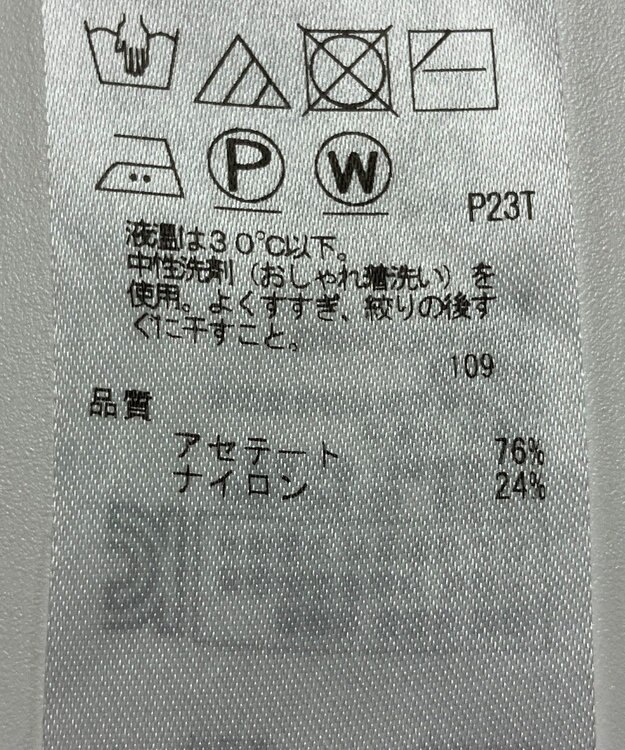 P
W
P23T
液温は30℃以下。
中性洗剤（おしゃれ着洗い）を
使用。よくすすぎ、絞りの後す
ぐに干すこと。
109
品質
アセテート 76%
ナイロン 24%